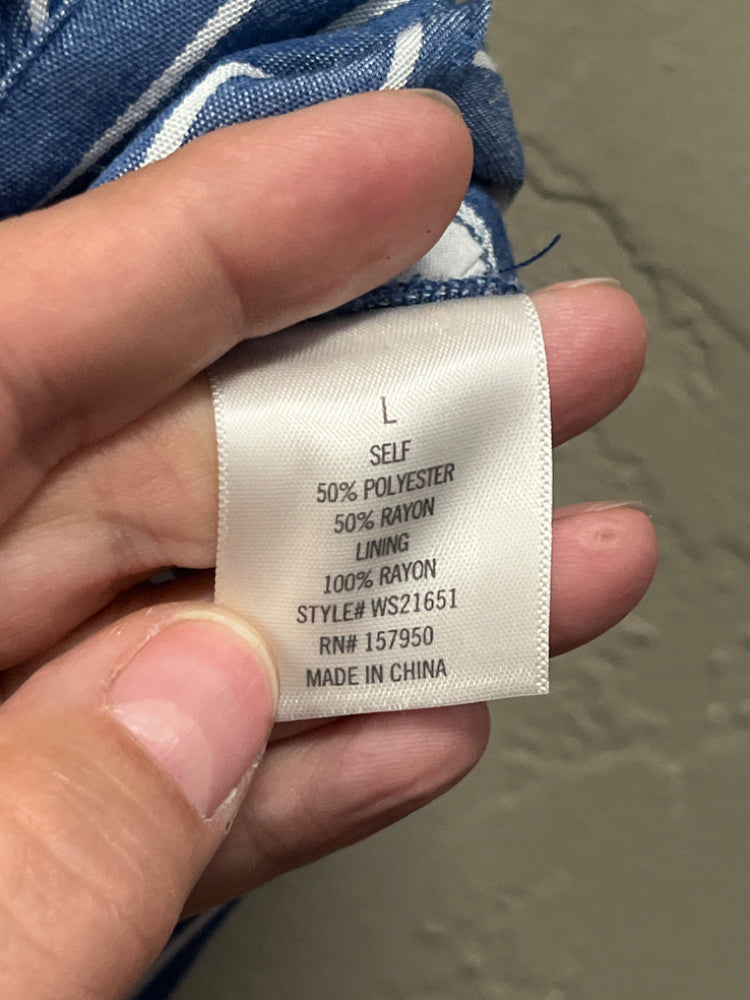 L
SELF
50% POLYESTER
50% RAYON
LINING
100% RAYON
STYLE# WS21651
RN# 157950
MADE IN CHINA